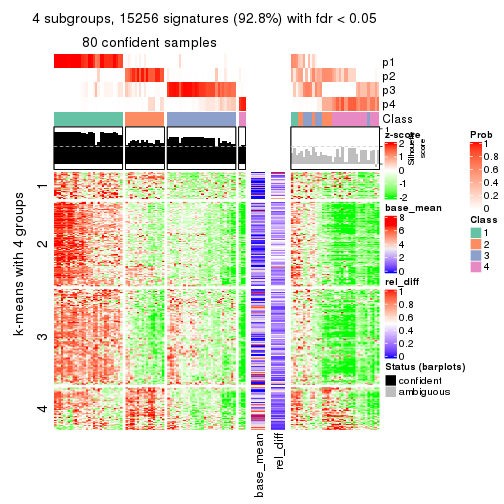 4 subgroups, 15256 signatures (92.8%) with fdr < 0.05
80 confident samples
p1
p2
p3
p4
Class
1
Silhouette
score
z-score
2
1
0
-1
-2
base_mean
8
6
4
2
0
rel_diff
1
0.8
0.6
0.4
0.2
0
Status (barplots)
confident
ambiguous
Prob
1
0.8
0.6
0.4
0.2
0
Class
1
2
3
4
k-means with 4 groups
1
2
3
4
base_mean
rel_diff